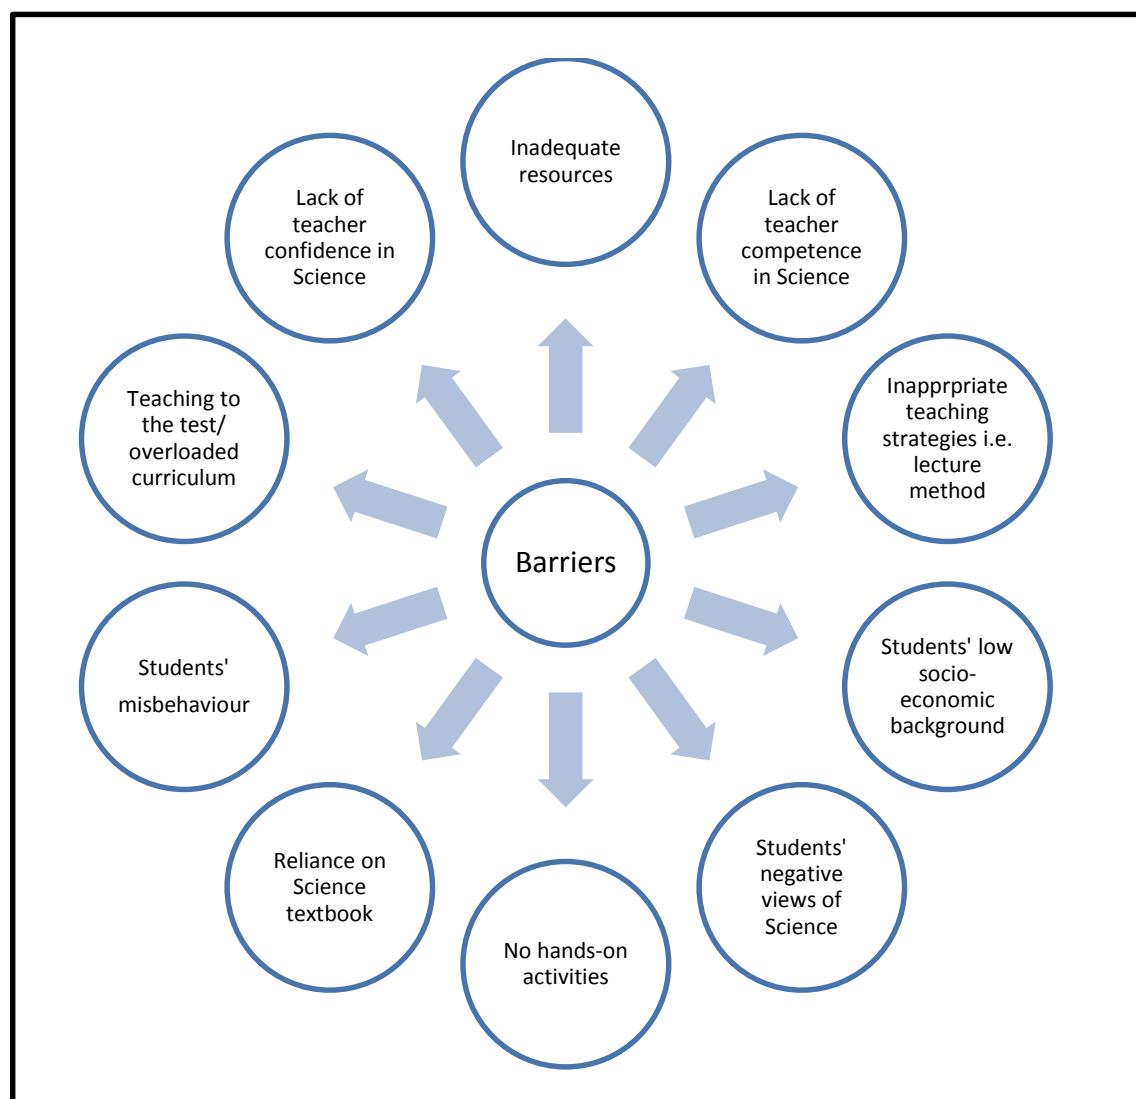 Inadequate
resources
Lack of
teacher
competence
in Science
Inapprpriate
teaching
strategies i.e.
lecture
method
Students' low
socio-
economic
background
Students'
negative
views of
Science
No hands-on
activities
Reliance on
Science
textbook
Students'
misbehaviour
Teaching to
the test/
overloaded
curriculum
Lack of
teacher
confidence in
Science
Barriers